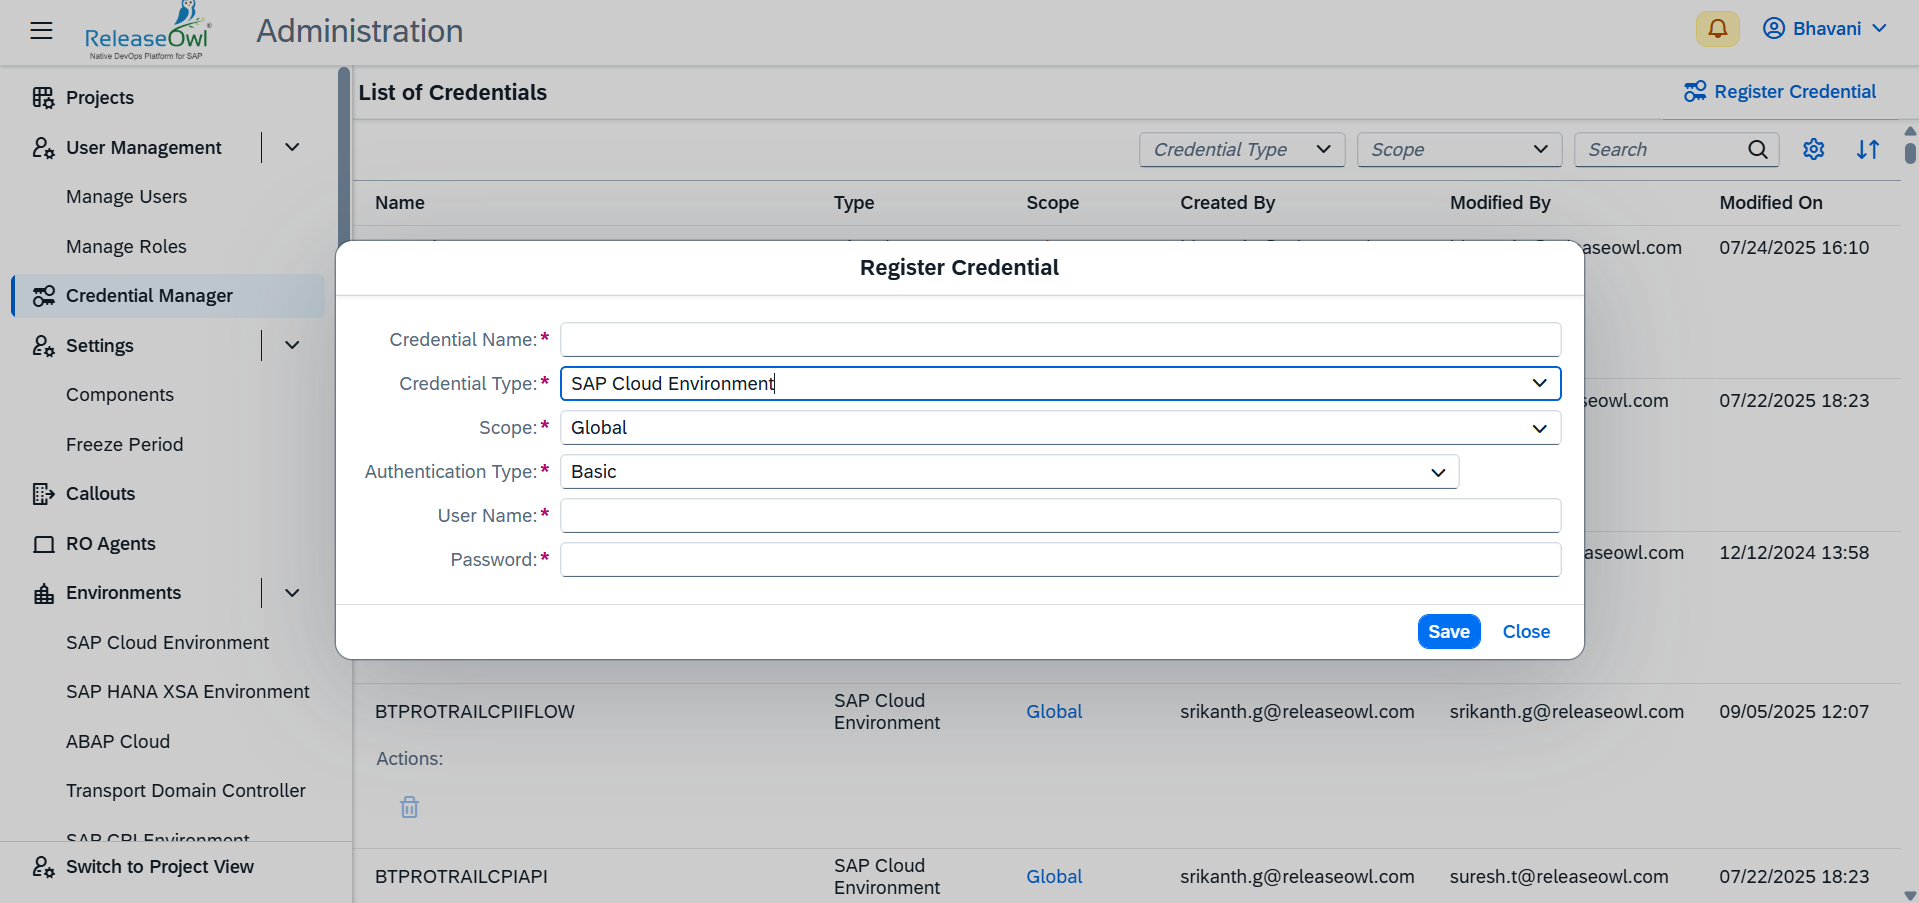 ReleaseOwl
Native DevOps Platform for SAP
Administration
Bhavani
Projects
User Management
Manage Users
Manage Roles
Credential Manager
Settings
Components
Freeze Period
Callouts
RO Agents
Environments
SAP Cloud Environment
SAP HANA XSA Environment
ABAP Cloud
Transport Domain Controller
SAP CPI Environment
Switch to Project View
List of Credentials
Register Credential
Credential Type
Scope
Search
Name Type Scope Created By Modified By Modified On
aseowl.com 07/24/2025 16:10
seowl.com 07/22/2025 18:23
aseowl.com 12/12/2024 13:58
Register Credential
Credential Name:*
Credential Type:* SAP Cloud Environment
Scope:* Global
Authentication Type:* Basic
User Name:*
Password:*
Save Close
BTPROTRAILCPIIFLOW SAP Cloud Environment Global srikanth.g@releaseowl.com srikanth.g@releaseowl.com 09/05/2025 12:07
Actions:
BTPROTRAILCPIAPI SAP Cloud Environment Global srikanth.g@releaseowl.com suresh.t@releaseowl.com 07/22/2025 18:23